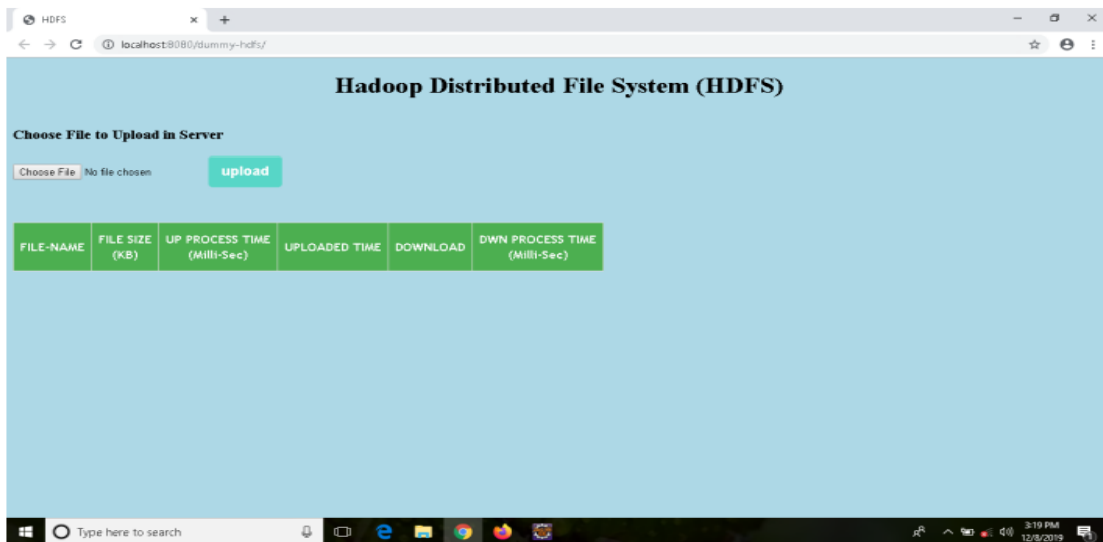 HDFS
localhost:8080/dummy-hdfs/
Hadoop Distributed File System (HDFS)
Choose File to Upload in Server
Choose File No file chosen upload
FILE-NAME FILE SIZE (KB) UP PROCESS TIME (Milli-Sec) UPLOADED TIME DOWNLOAD DWN PROCESS TIME (Milli-Sec)
Type here to search
3:19 PM
12/8/2019